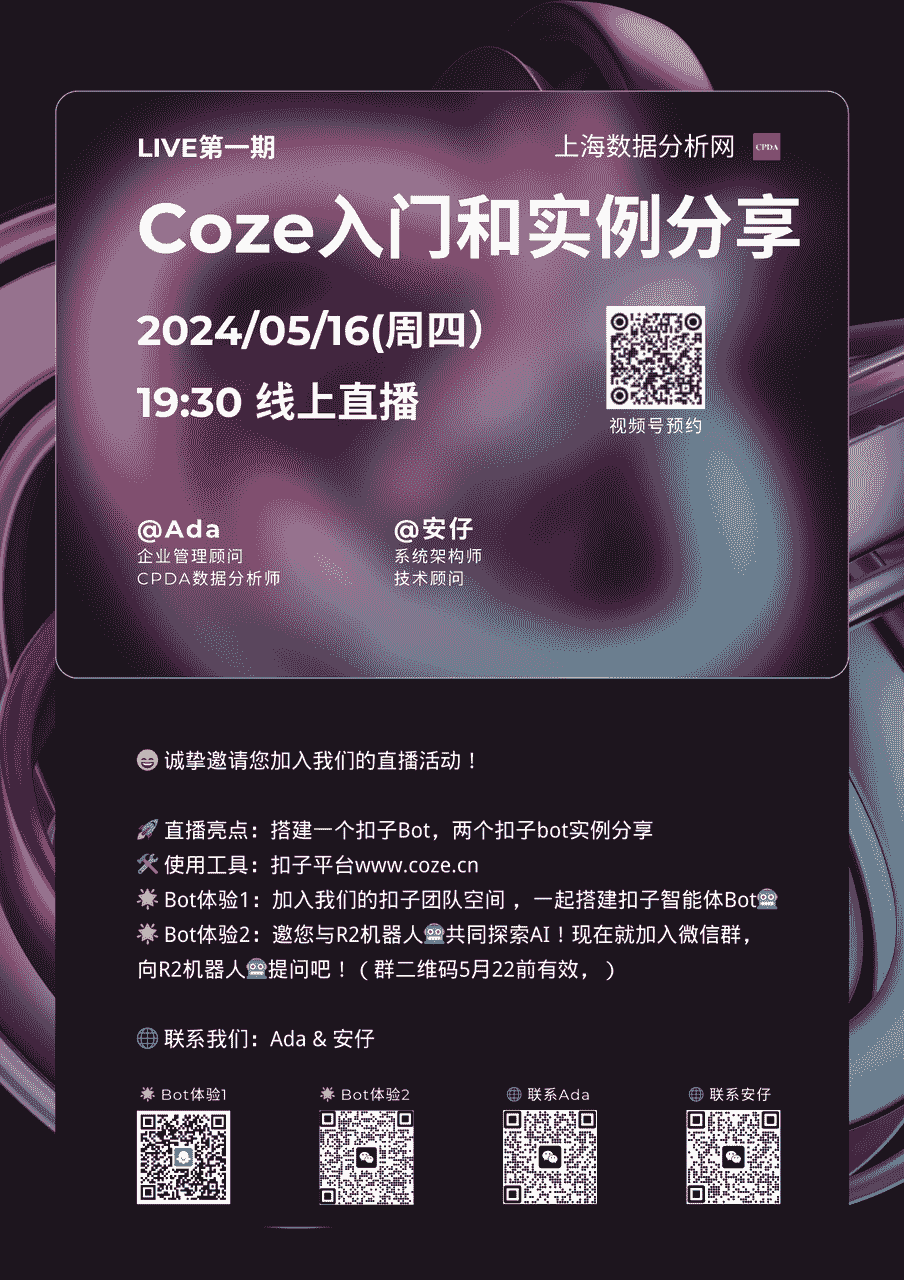 LIVE第一期
上海数据分析网 CPDA
Coze入门和实例分享
2024/05/16(周四）
19:30 线上直播
视频号预约
@Ada
企业管理顾问
CPDA数据分析师
@安仔
系统架构师
技术顾问
😄 诚挚邀请您加入我们的直播活动！
🚀 直播亮点：搭建一个扣子Bot，两个扣子bot实例分享
🛠 使用工具：扣子平台www.coze.cn
🌟 Bot体验1：加入我们的扣子团队空间 ，一起搭建扣子智能体Bot🤖
🌟 Bot体验2：邀您与R2机器人🤖共同探索AI！现在就加入微信群，
向R2机器人🤖提问吧！（ 群二维码5月22前有效，）
🌐 联系我们：Ada & 安仔
🌟 Bot体验1
🌟 Bot体验2
🌐 联系Ada
🌐 联系安仔